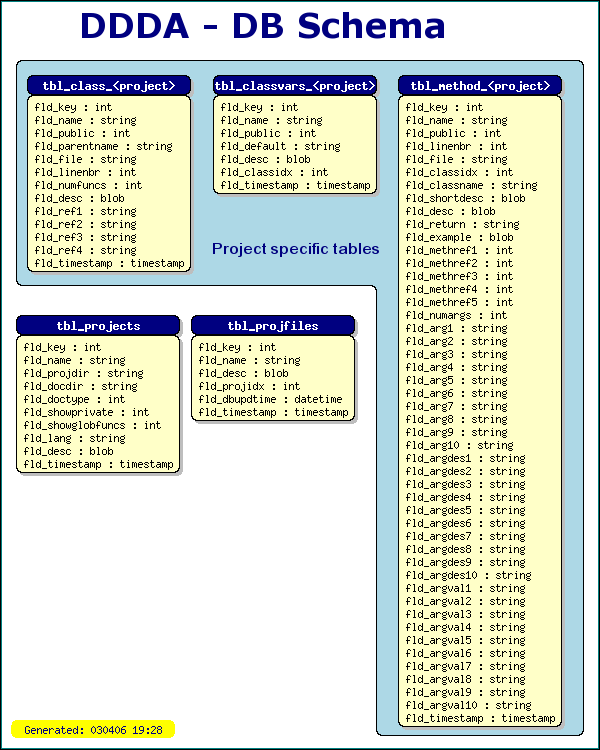 DDDA - DB Schema
tbl_class_<project>
fld_key : int
fld_name : string
fld_public : int
fld_parentname : string
fld_file : string
fld_linenbr : int
fld_numfuncs : int
fld_desc : blob
fld_ref1 : string
fld_ref2 : string
fld_ref3 : string
fld_ref4 : string
fld_timestamp : timestamp
tbl_classvars_<project>
fld_key : int
fld_name : string
fld_public : int
fld_default : string
fld_desc : blob
fld_classidx : int
fld_timestamp : timestamp
tbl_method_<project>
fld_key : int
fld_name : string
fld_public : int
fld_linenbr : int
fld_file : string
fld_classidx : int
fld_classname : string
fld_shortdesc : blob
fld_desc : blob
fld_return : string
fld_example : blob
fld_methref1 : int
fld_methref2 : int
fld_methref3 : int
fld_methref4 : int
fld_methref5 : int
fld_numargs : int
fld_arg1 : string
fld_arg2 : string
fld_arg3 : string
fld_arg4 : string
fld_arg5 : string
fld_arg6 : string
fld_arg7 : string
fld_arg8 : string
fld_arg9 : string
fld_arg10 : string
fld_argdes1 : string
fld_argdes2 : string
fld_argdes3 : string
fld_argdes4 : string
fld_argdes5 : string
fld_argdes6 : string
fld_argdes7 : string
fld_argdes8 : string
fld_argdes9 : string
fld_argdes10 : string
fld_argval1 : string
fld_argval2 : string
fld_argval3 : string
fld_argval4 : string
fld_argval5 : string
fld_argval6 : string
fld_argval7 : string
fld_argval8 : string
fld_argval9 : string
fld_argval10 : string
fld_timestamp : timestamp
Project specific tables
tbl_projects
fld_key : int
fld_name : string
fld_projdir : string
fld_docdir : string
fld_doctype : int
fld_showprivate : int
fld_showglobfuncs : int
fld_lang : string
fld_desc : blob
fld_timestamp : timestamp
tbl_projfiles
fld_key : int
fld_name : string
fld_desc : blob
fld_projidx : int
fld_dbupdtime : datetime
fld_timestamp : timestamp
Generated: 030406 19:28